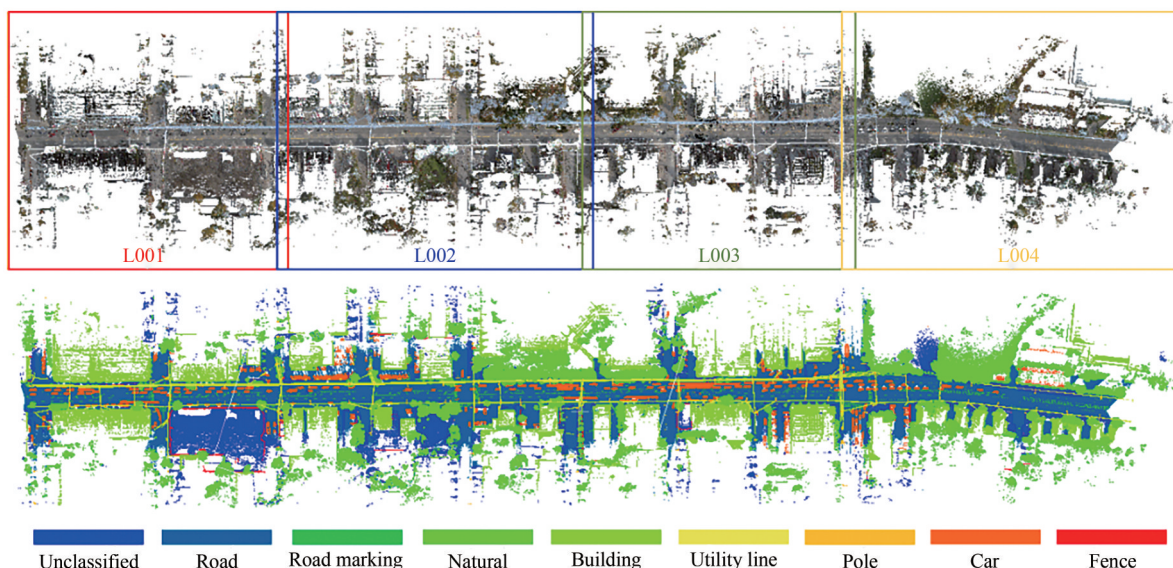 L001 L002 L003 L004
Unclassified Road Road marking Natural Building Utility line Pole Car Fence